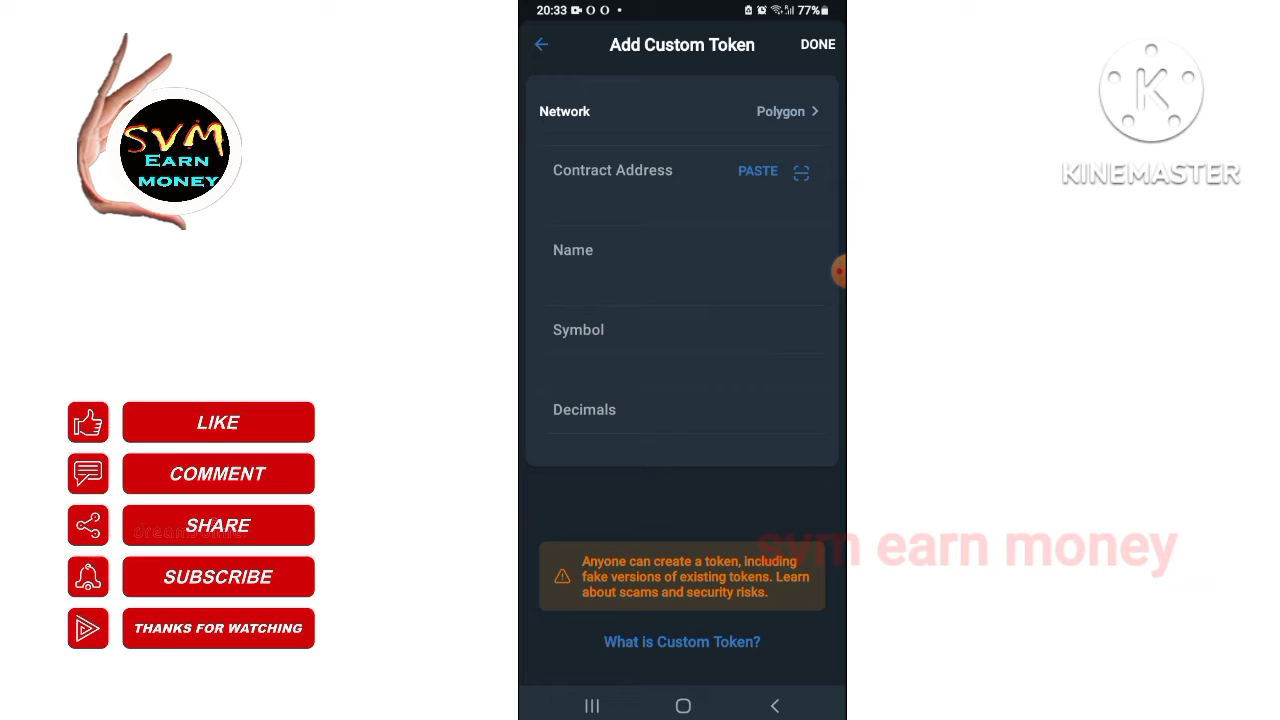 20:33
77%
Add Custom Token
DONE
Network
Polygon
Contract Address
PASTE
Name
Symbol
Decimals
Anyone can create a token, including
fake versions of existing tokens. Learn
about scams and security risks.
What is Custom Token?
SVM
EARN
MONEY
K
KINEMASTER
LIKE
COMMENT
SHARE
SUBSCRIBE
THANKS FOR WATCHING
svm earn money